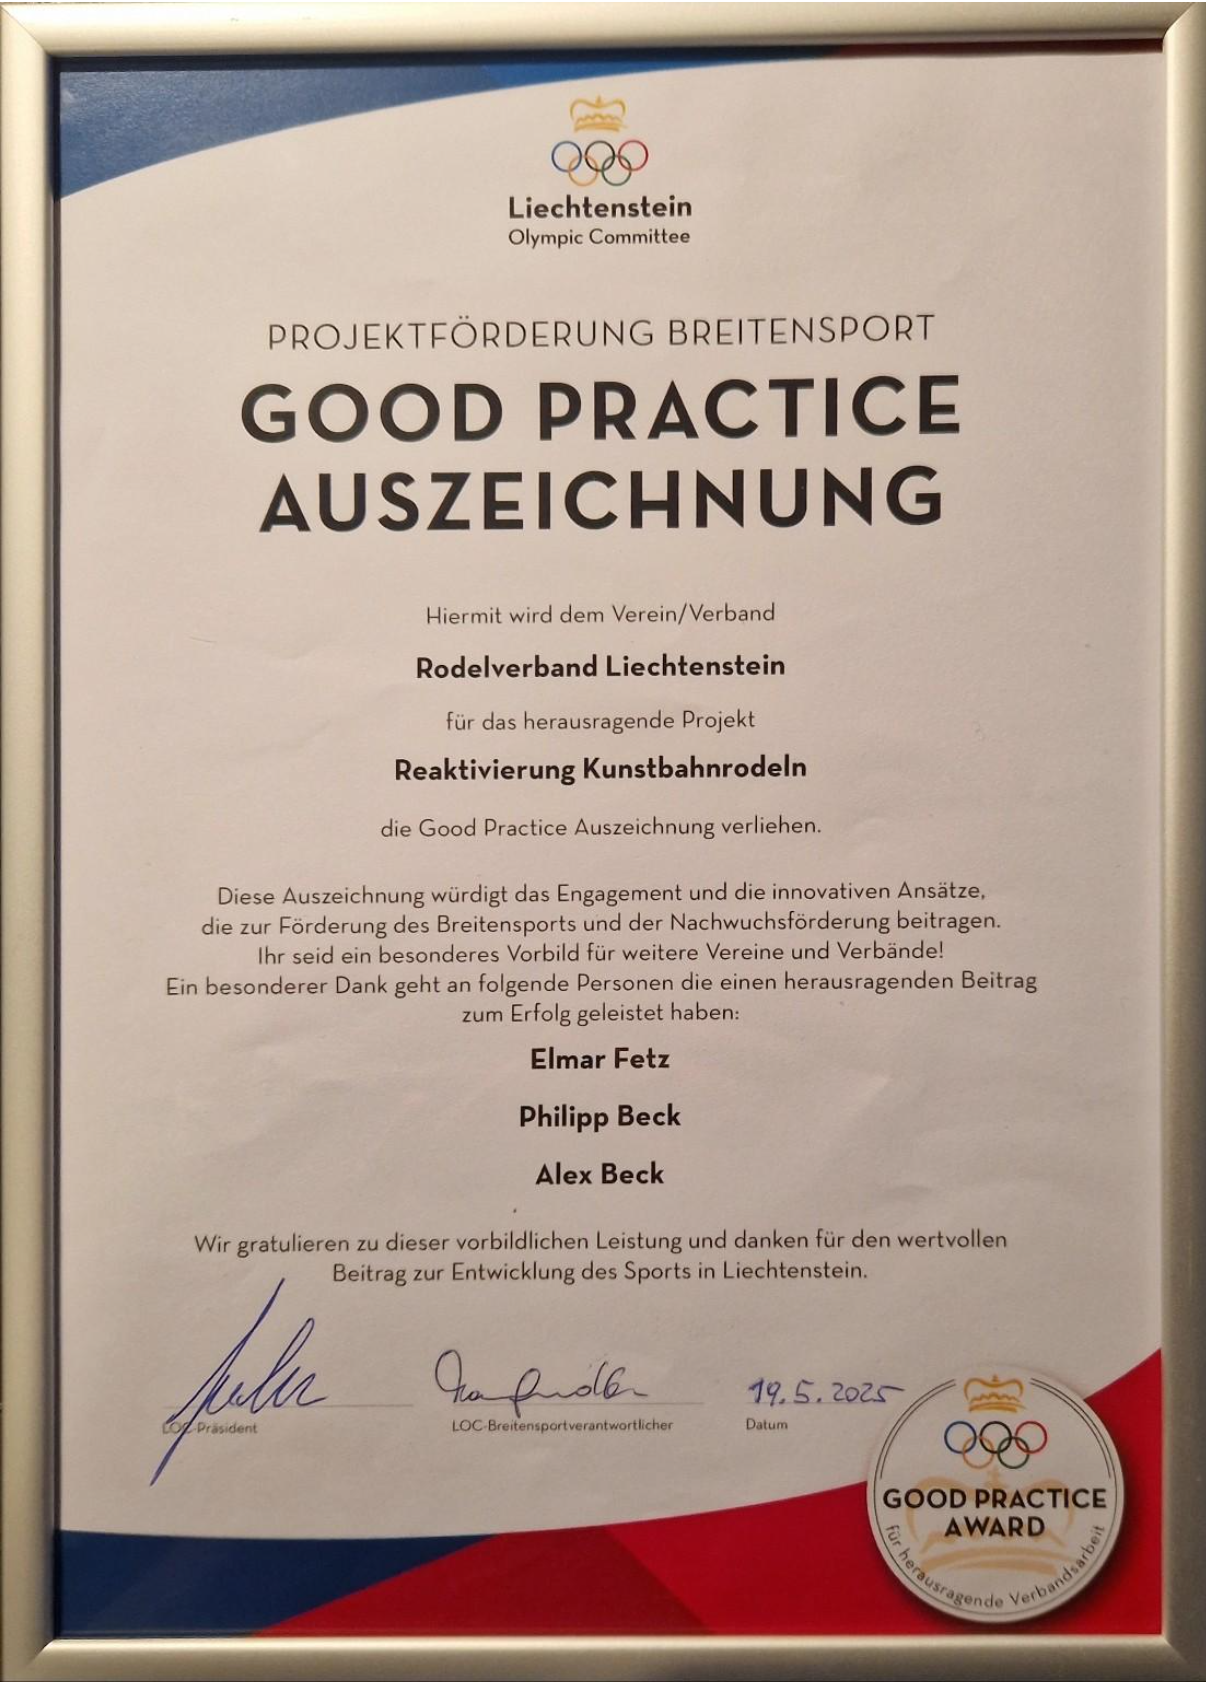 Liechtenstein
Olympic Committee
PROJEKTFÖRDERUNG BREITENSPORT
GOOD PRACTICE
AUSZEICHNUNG
Hiermit wird dem Verein/Verband
Rodelverband Liechtenstein
für das herausragende Projekt
Reaktivierung Kunstbahnrodeln
die Good Practice Auszeichnung verliehen.
Diese Auszeichnung würdigt das Engagement und die innovativen Ansätze,
die zur Förderung des Breitensports und der Nachwuchsförderung beitragen.
Ihr seid ein besonderes Vorbild für weitere Vereine und Verbände!
Ein besonderer Dank geht an folgende Personen die einen herausragenden Beitrag
zum Erfolg geleistet haben:
Elmar Fetz
Philipp Beck
Alex Beck
Wir gratulieren zu dieser vorbildlichen Leistung und danken für den wertvollen
Beitrag zur Entwicklung des Sports in Liechtenstein.
19.5.2025
LOC-Präsident
LOC-Breitensportverantwortlicher
Datum
GOOD PRACTICE
AWARD
für herausragende Verbandsarbeit